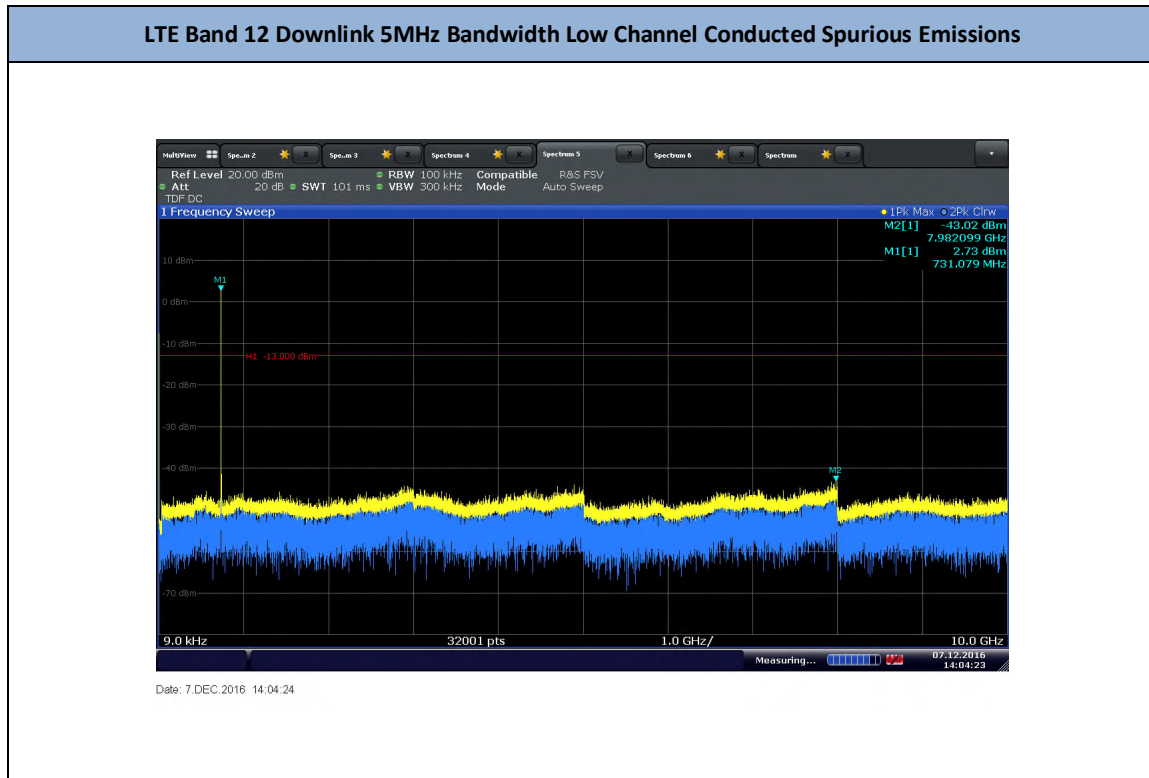 LTE Band 12 Downlink 5MHz Bandwidth Low Channel Conducted Spurious Emissions
MultiView Spe..m 2 X Spe..m 3 X Spectrum 4 X Spectrum 5 X Spectrum 6 X Spectrum X
Ref Level 20.00 dBm RBW 100 kHz Compatible R&S FSV
Att 20 dB SWT 101 ms VBW 300 kHz Mode Auto Sweep
TDF DC
1 Frequency Sweep 1Pk Max 2Pk Clrw
M2[1] -43.02 dBm
7.982099 GHz
M1[1] 2.73 dBm
731.079 MHz
10 dBm
M1
0 dBm
-10 dBm
H1 -13.000 dBm
-20 dBm
-30 dBm
-40 dBm
M2
-70 dBm
9.0 kHz 32001 pts 1.0 GHz/ 10.0 GHz
Measuring... 07.12.2016
14:04:23
Date: 7.DEC.2016 14:04:24